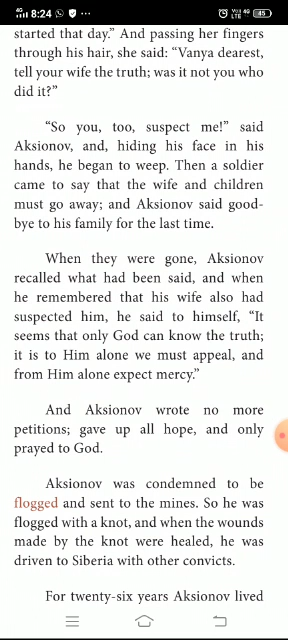 4G 8:24
Vo) 4G LTE 45
started that day.” And passing her fingers
through his hair, she said: “Vanya dearest,
tell your wife the truth; was it not you who
did it?”
“So you, too, suspect me!” said
Aksionov, and, hiding his face in his
hands, he began to weep. Then a soldier
came to say that the wife and children
must go away; and Aksionov said good-
bye to his family for the last time.
When they were gone, Aksionov
recalled what had been said, and when
he remembered that his wife also had
suspected him, he said to himself, “It
seems that only God can know the truth;
it is to Him alone we must appeal, and
from Him alone expect mercy.”
And Aksionov wrote no more
petitions; gave up all hope, and only
prayed to God.
Aksionov was condemned to be
flogged and sent to the mines. So he was
flogged with a knot, and when the wounds
made by the knot were healed, he was
driven to Siberia with other convicts.
For twenty-six years Aksionov lived